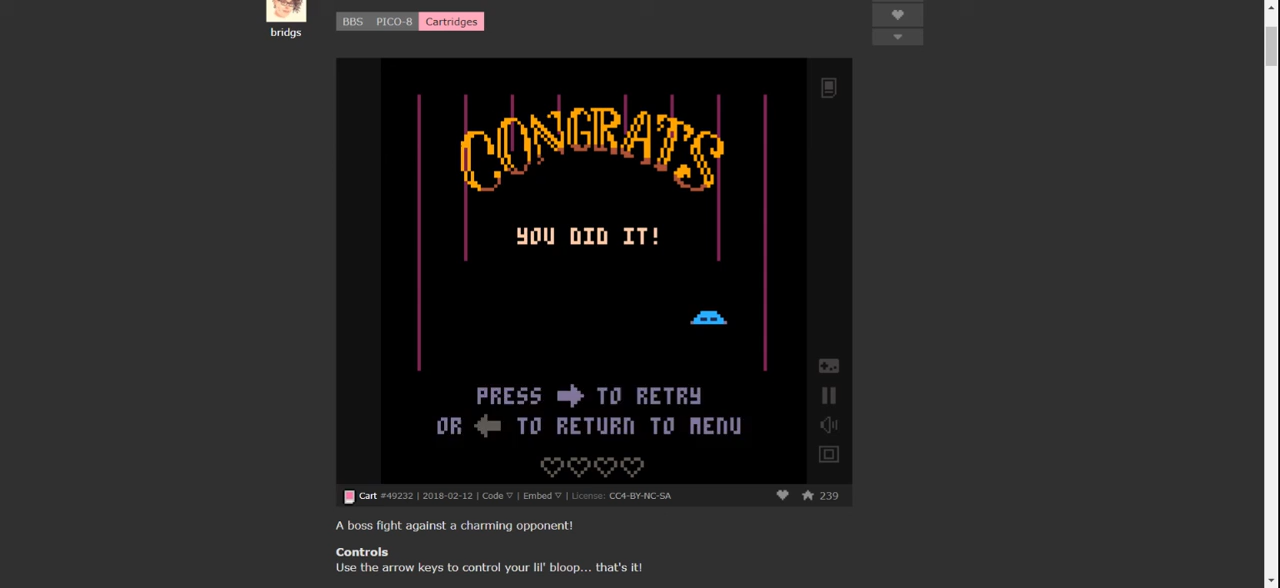 bridgs
BBS PICO-8 Cartridges
CONGRATS
YOU DID IT!
PRESS ➡ TO RETRY
OR ⬅ TO RETURN TO MENU
Cart #49232 | 2018-02-12 | Code ▽ | Embed ▽ | License: CC4-BY-NC-SA
239
A boss fight against a charming opponent!
Controls
Use the arrow keys to control your lil' bloop... that's it!